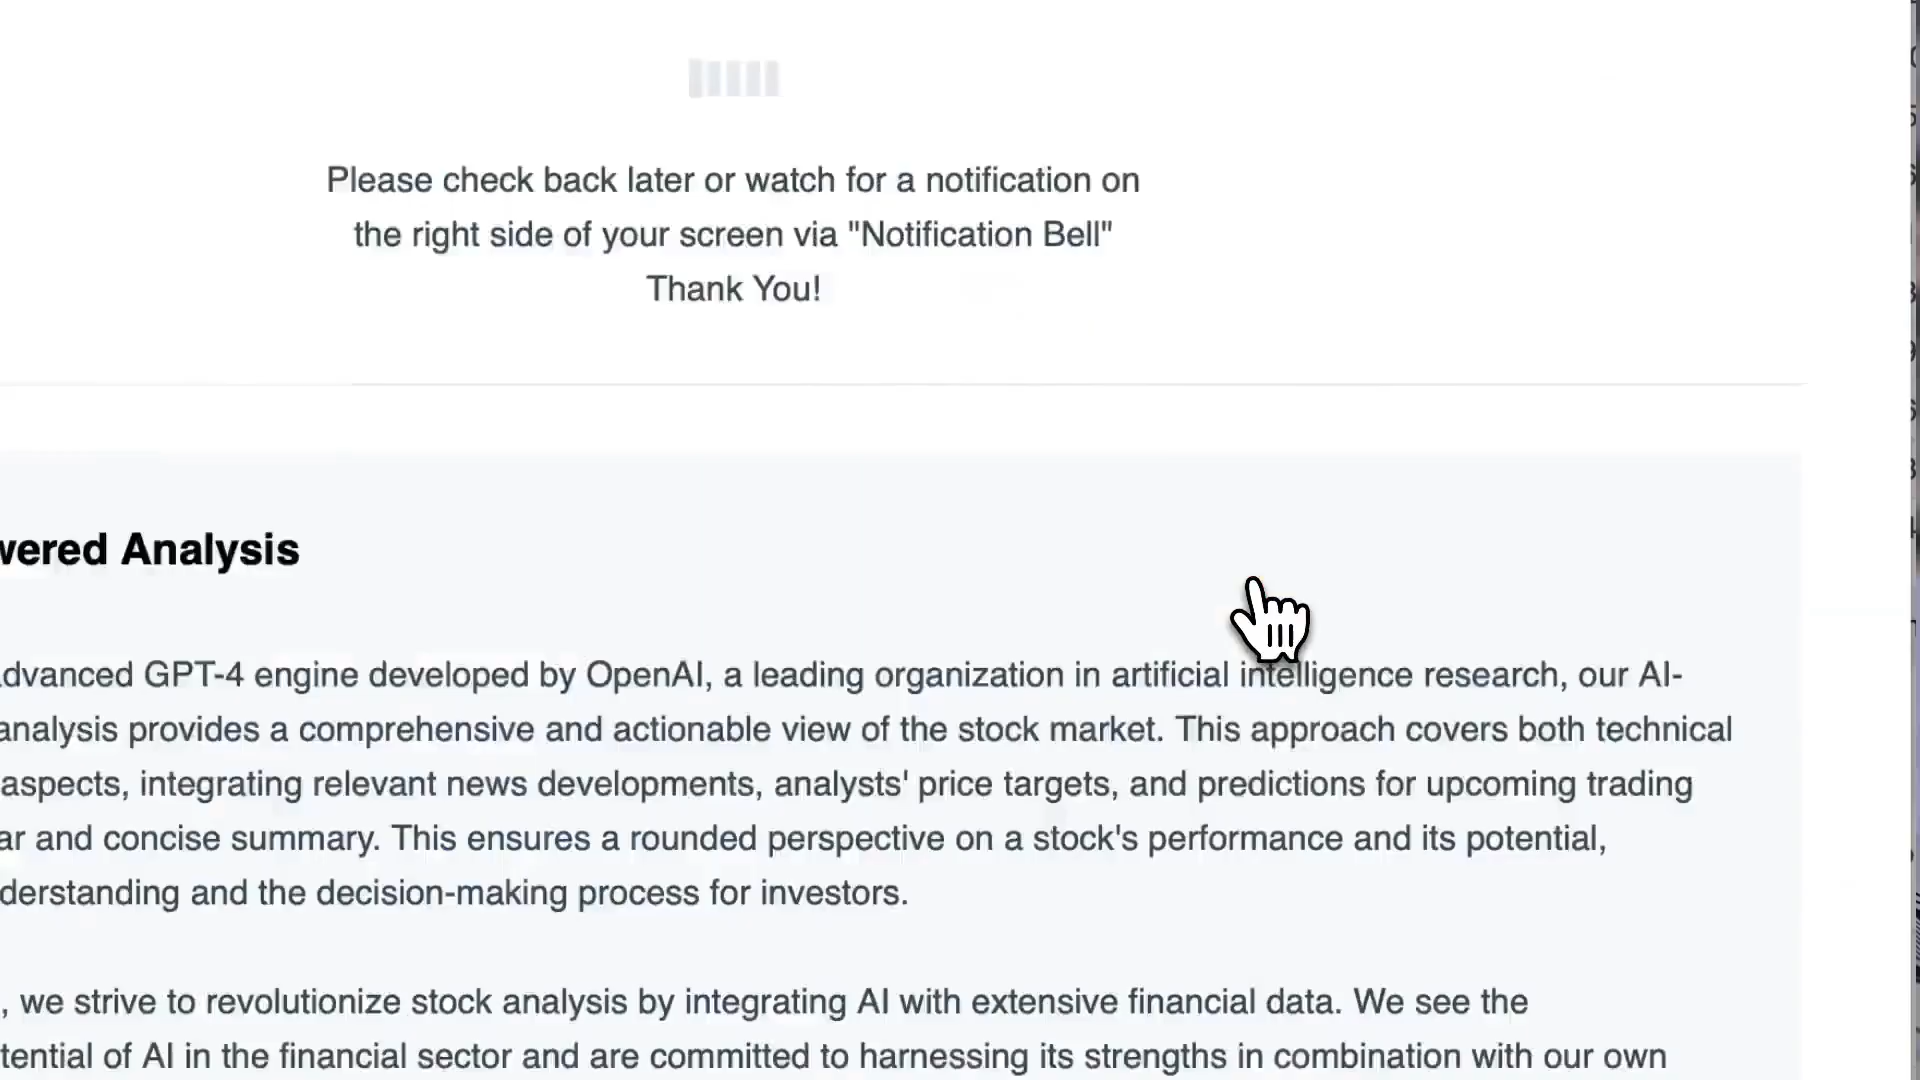 Please check back later or watch for a notification on
the right side of your screen via "Notification Bell"
Thank You!
wered Analysis
dvanced GPT-4 engine developed by OpenAI, a leading organization in artificial intelligence research, our AI-
analysis provides a comprehensive and actionable view of the stock market. This approach covers both technical
aspects, integrating relevant news developments, analysts' price targets, and predictions for upcoming trading
ar and concise summary. This ensures a rounded perspective on a stock's performance and its potential,
derstanding and the decision-making process for investors.
, we strive to revolutionize stock analysis by integrating AI with extensive financial data. We see the
tential of AI in the financial sector and are committed to harnessing its strengths in combination with our own